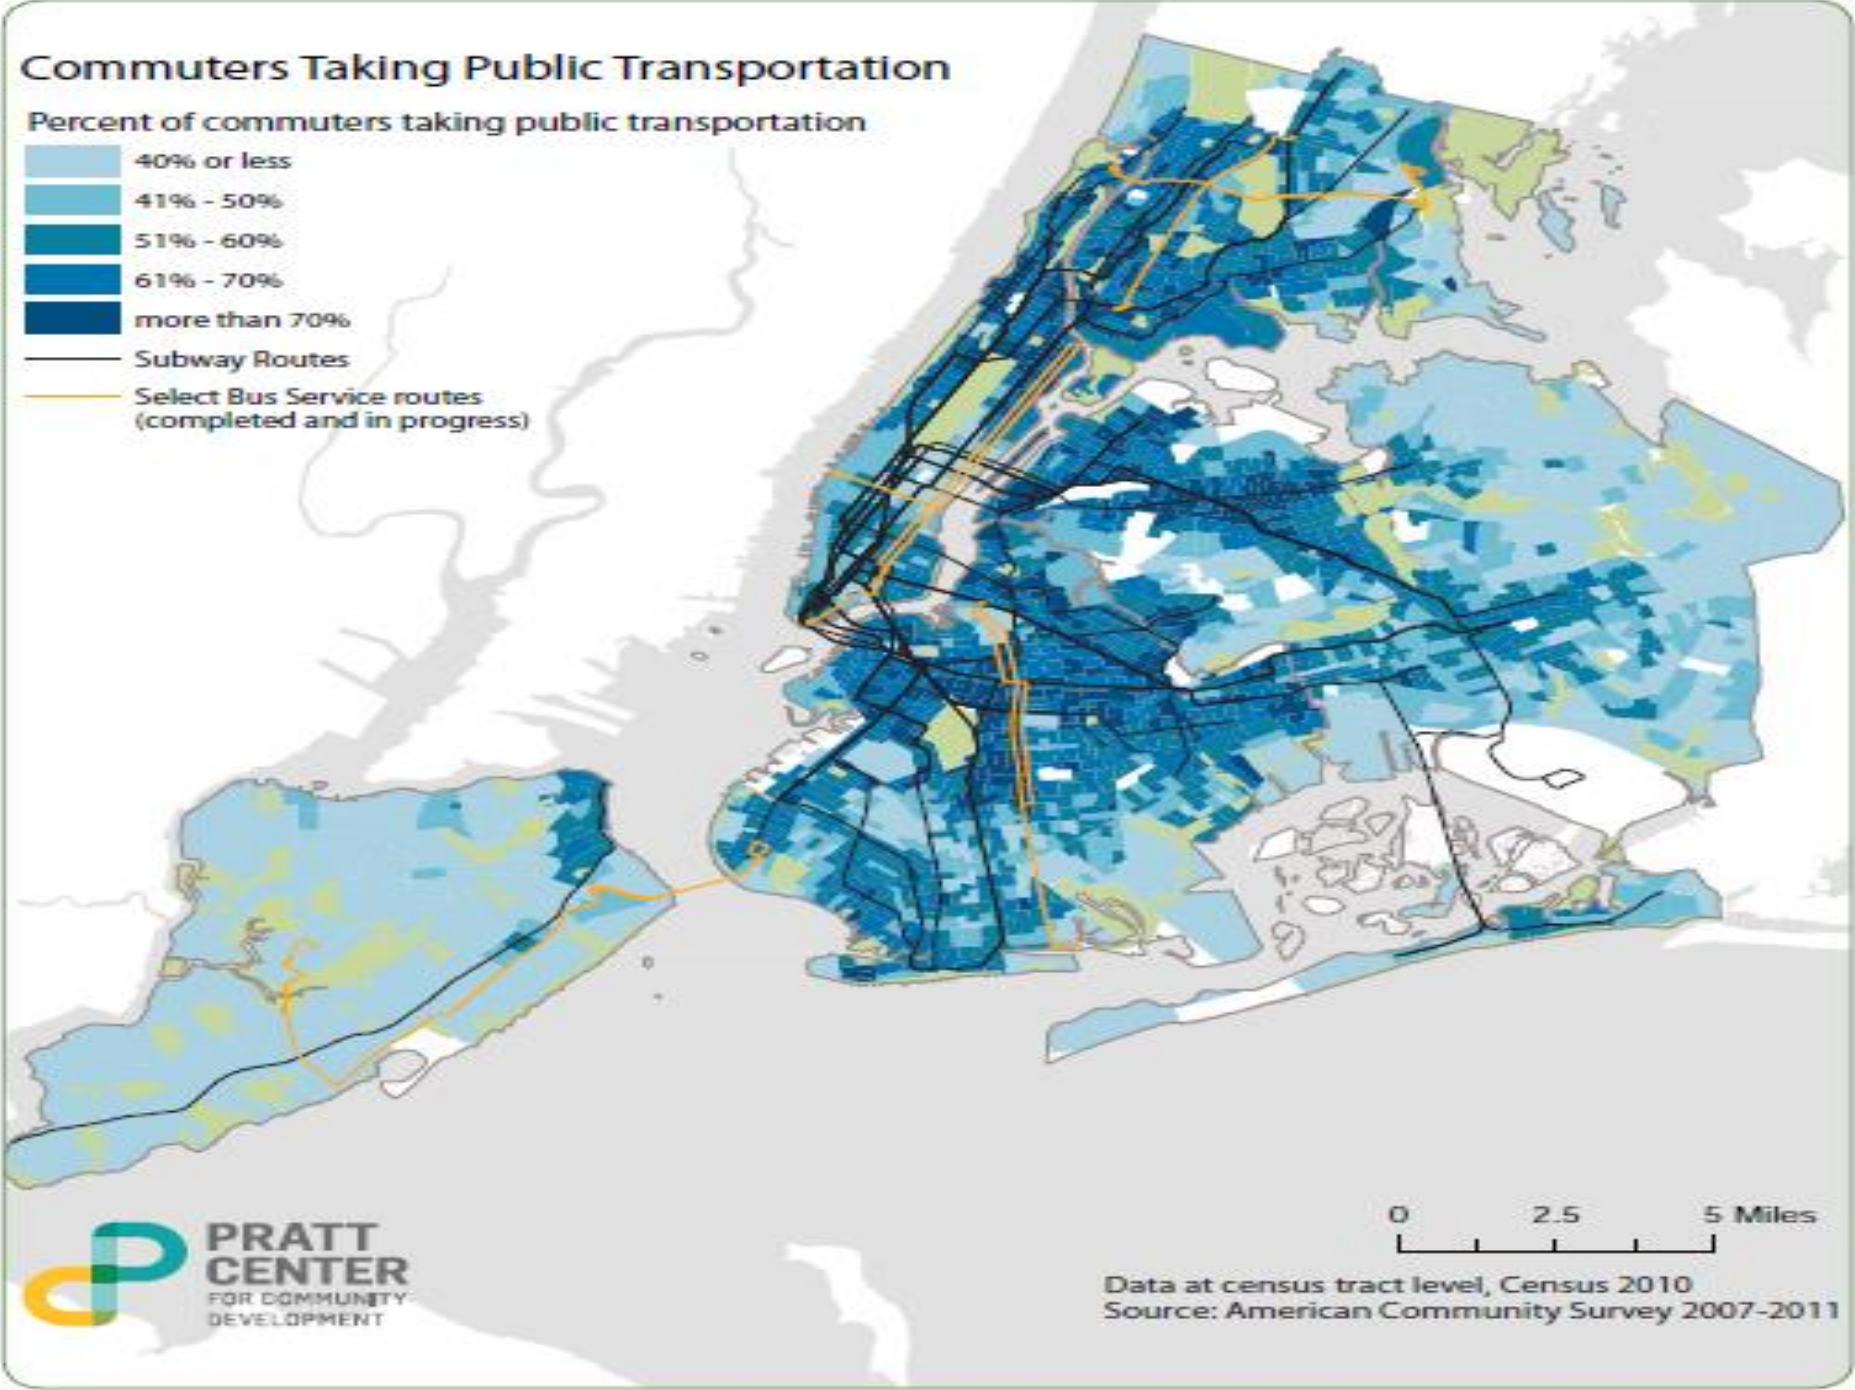 Commuters Taking Public Transportation
Percent of commuters taking public transportation
40% or less
41% - 50%
51% - 60%
61% - 70%
more than 70%
Subway Routes
Select Bus Service routes
(completed and in progress)
PRATT
CENTER
FOR COMMUNITY
DEVELOPMENT
0 2.5 5 Miles
Data at census tract level, Census 2010
Source: American Community Survey 2007-2011